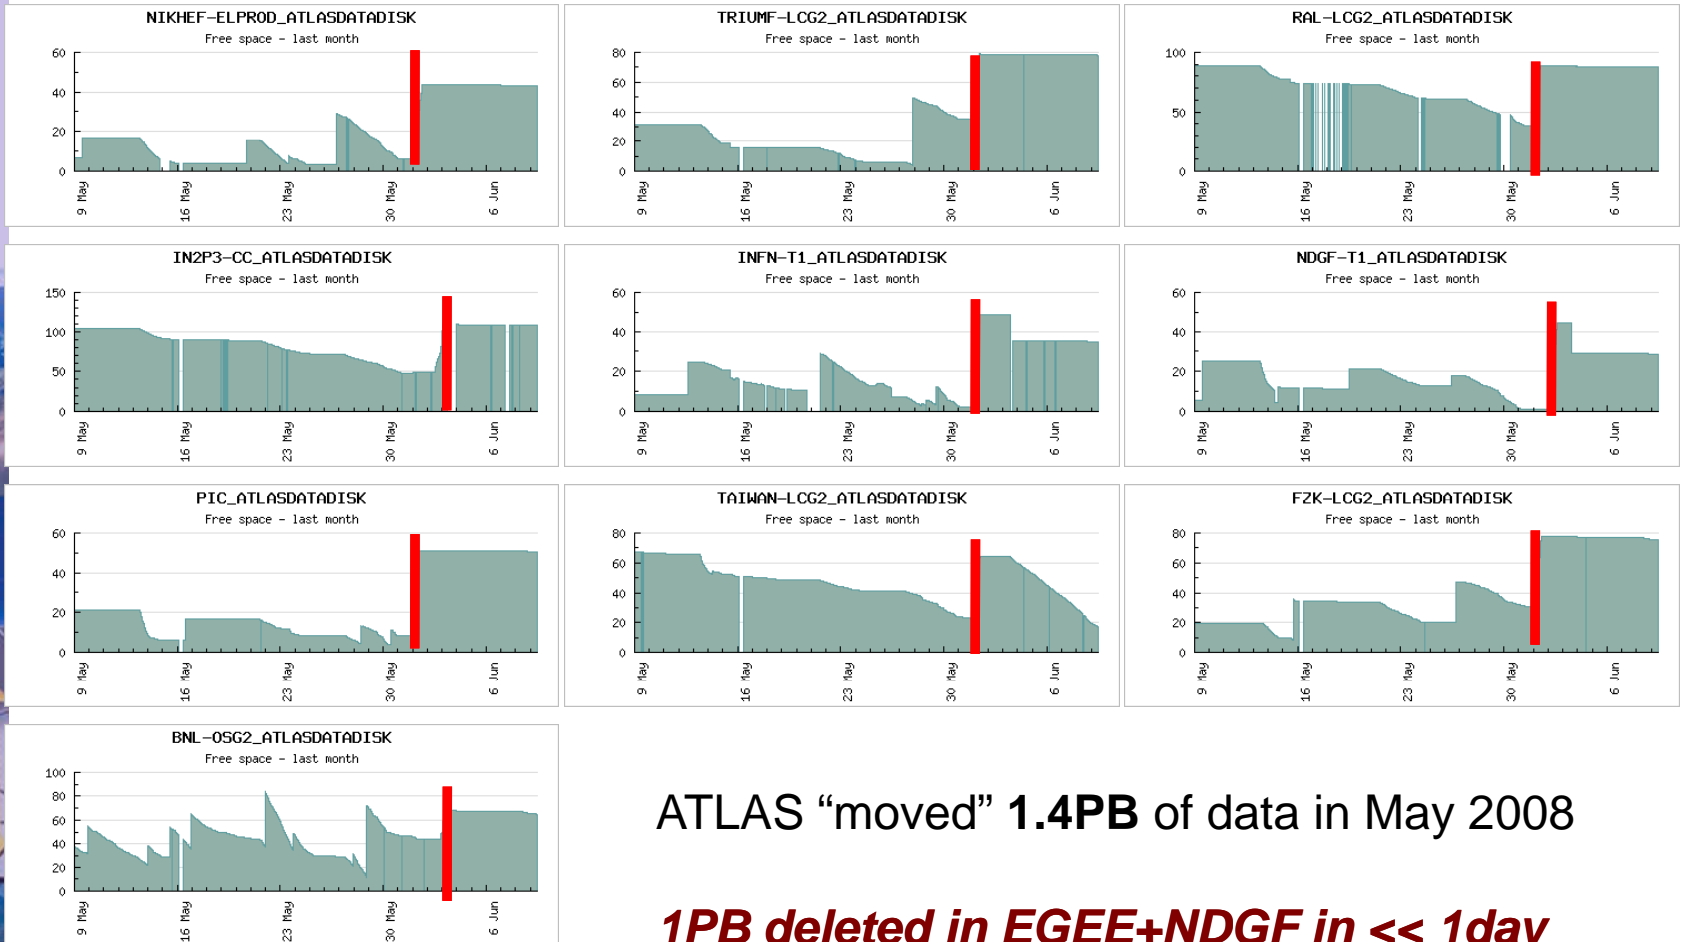 NIKHEF-ELPROD_ATLASDATADISK
Free space - last month
60
40
20
0
9 May
16 May
23 May
30 May
6 Jun
TRIUMF-LCG2_ATLASDATADISK
Free space - last month
80
60
40
20
0
9 May
16 May
23 May
30 May
6 Jun
RAL-LCG2_ATLASDATADISK
Free space - last month
100
50
0
9 May
16 May
23 May
30 May
6 Jun
IN2P3-CC_ATLASDATADISK
Free space - last month
150
100
50
0
9 May
16 May
23 May
30 May
6 Jun
INFN-T1_ATLASDATADISK
Free space - last month
60
40
20
0
9 May
16 May
23 May
30 May
6 Jun
NDGF-T1_ATLASDATADISK
Free space - last month
60
40
20
0
9 May
16 May
23 May
30 May
6 Jun
PIC_ATLASDATADISK
Free space - last month
60
40
20
0
9 May
16 May
23 May
30 May
6 Jun
TAIWAN-LCG2_ATLASDATADISK
Free space - last month
80
60
40
20
0
9 May
16 May
23 May
30 May
6 Jun
FZK-LCG2_ATLASDATADISK
Free space - last month
80
60
40
20
0
9 May
16 May
23 May
30 May
6 Jun
BNL-OSG2_ATLASDATADISK
Free space - last month
100
80
60
40
20
0
9 May
16 May
23 May
30 May
6 Jun
ATLAS “moved” 1.4PB of data in May 2008
1PB deleted in EGEE+NDGF in << 1day